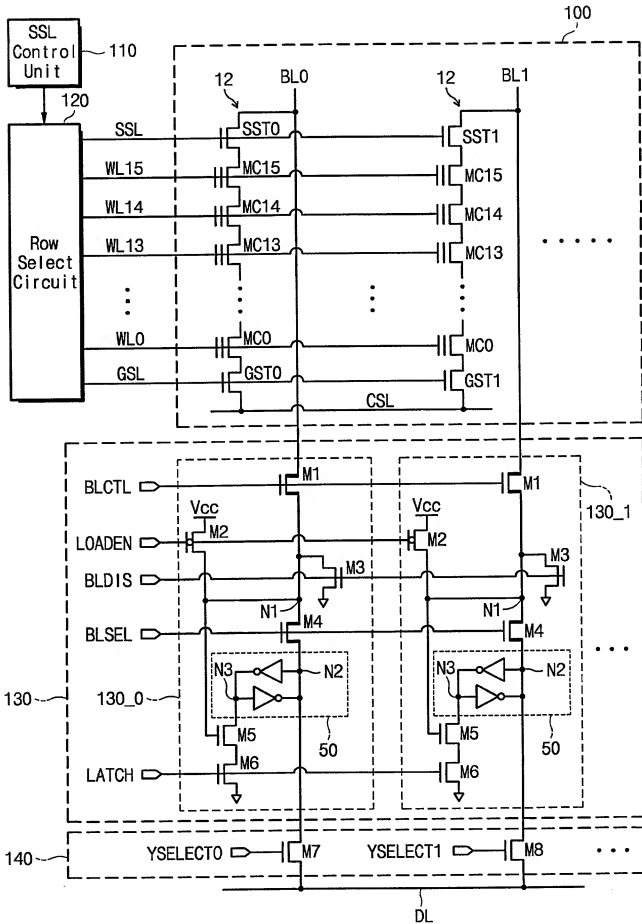 SSL
Control
Unit
110
100
BL0
BL1
12
12
120
Row
Select
Circuit
SSL
SST0
SST1
WL15
MC15
MC15
WL14
MC14
MC14
WL13
MC13
MC13
WL0
MC0
MC0
GSL
GST0
GST1
CSL
BLCTL
M1
M1
130_1
Vcc
Vcc
LOADEN
M2
M2
BLDIS
M3
M3
N1
N1
BLSEL
M4
M4
N3
N2
N3
N2
130
130_0
50
50
M5
M5
LATCH
M6
M6
140
YSELECT0
M7
YSELECT1
M8
DL